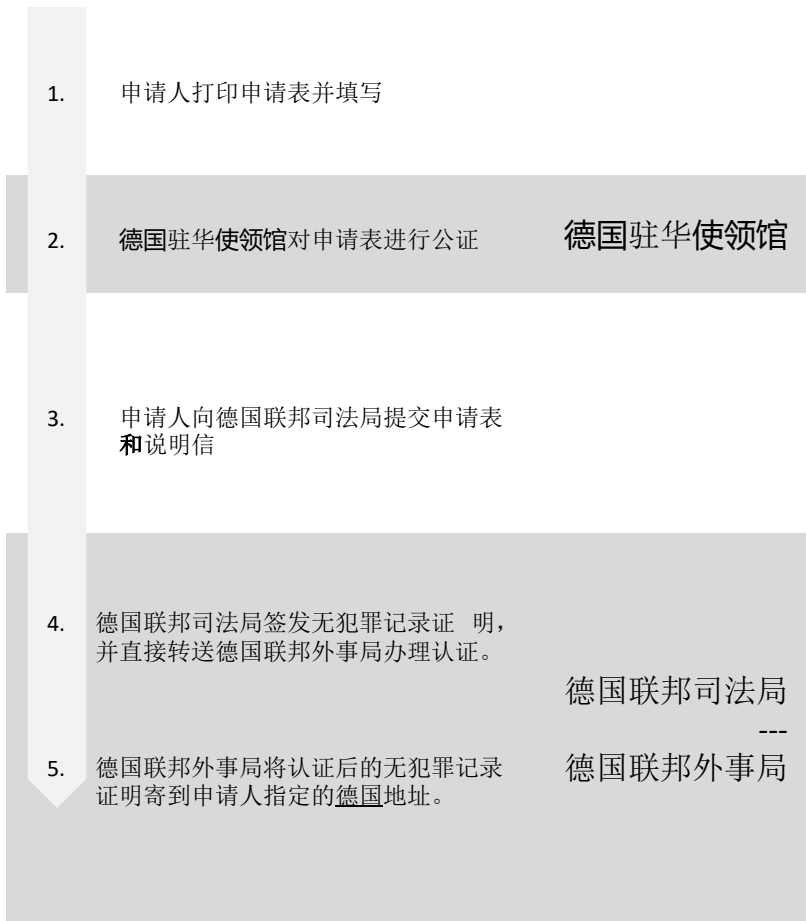 1. 申请人打印申请表并填写
2. 德国驻华使领馆对申请表进行公证
德国驻华使领馆
3. 申请人向德国联邦司法局提交申请表
和说明信
4. 德国联邦司法局签发无犯罪记录证 明，
并直接转送德国联邦外事局办理认证。
德国联邦司法局
---
德国联邦外事局
5. 德国联邦外事局将认证后的无犯罪记录
证明寄到申请人指定的德国地址。